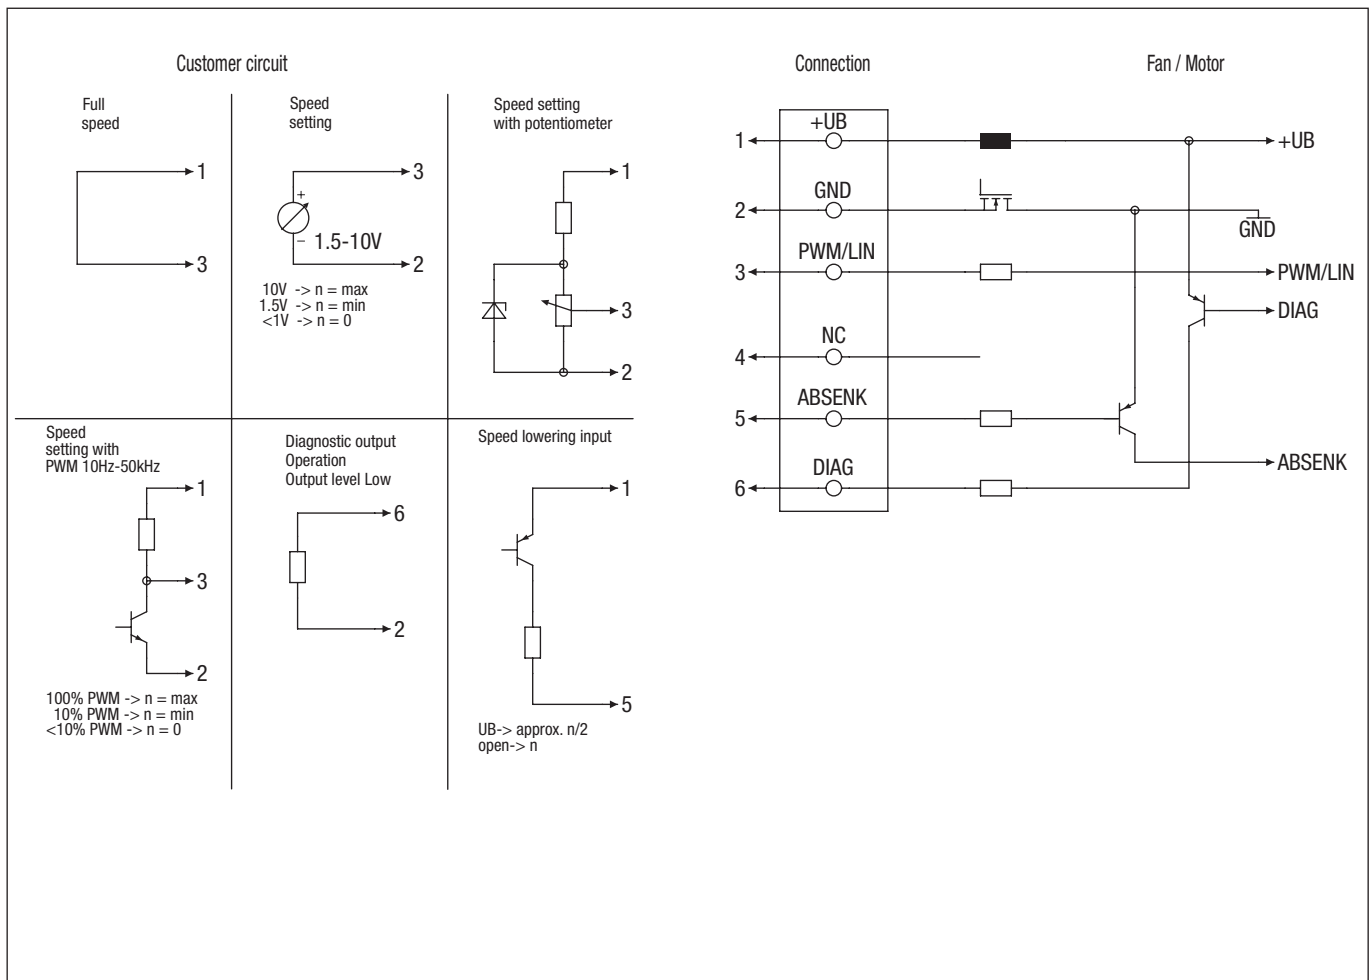 Customer circuit
Connection
Fan / Motor
Full
speed
1
3
Speed
setting
3
+
−
1.5-10V
2
10V -> n = max
1.5V -> n = min
<1V -> n = 0
Speed setting
with potentiometer
1
3
2
Speed
setting with
PWM 10Hz-50kHz
1
3
2
100% PWM -> n = max
10% PWM -> n = min
<10% PWM -> n = 0
Diagnostic output
Operation
Output level Low
6
2
Speed lowering input
1
5
UB-> approx. n/2
open-> n
1 +UB +UB
2 GND GND
3 PWM/LIN PWM/LIN
DIAG
4 NC
5 ABSENK
ABSENK
6 DIAG